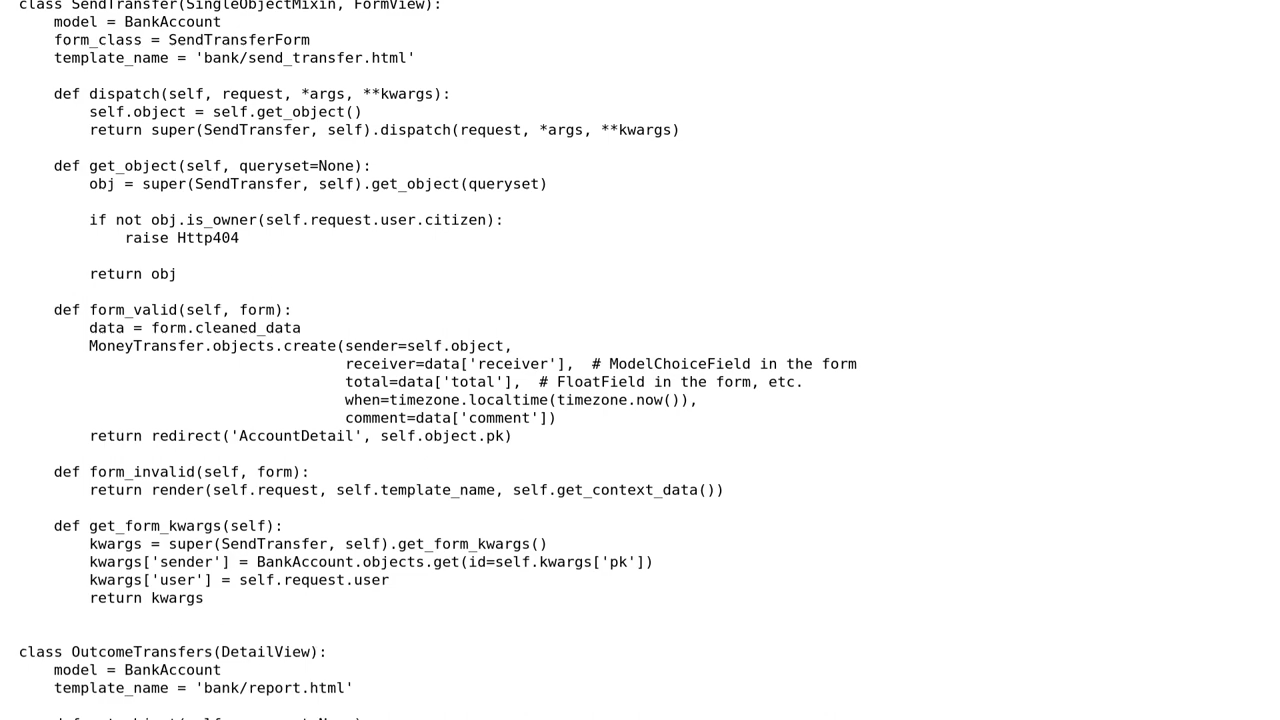 class SendTransfer(SingleObjectMixin, FormView):
    model = BankAccount
    form_class = SendTransferForm
    template_name = 'bank/send_transfer.html'

    def dispatch(self, request, *args, **kwargs):
        self.object = self.get_object()
        return super(SendTransfer, self).dispatch(request, *args, **kwargs)

    def get_object(self, queryset=None):
        obj = super(SendTransfer, self).get_object(queryset)

        if not obj.is_owner(self.request.user.citizen):
            raise Http404

        return obj

    def form_valid(self, form):
        data = form.cleaned_data
        MoneyTransfer.objects.create(sender=self.object,
                                     receiver=data['receiver'],  # ModelChoiceField in the form
                                     total=data['total'],  # FloatField in the form, etc.
                                     when=timezone.localtime(timezone.now()),
                                     comment=data['comment'])
        return redirect('AccountDetail', self.object.pk)

    def form_invalid(self, form):
        return render(self.request, self.template_name, self.get_context_data())

    def get_form_kwargs(self):
        kwargs = super(SendTransfer, self).get_form_kwargs()
        kwargs['sender'] = BankAccount.objects.get(id=self.kwargs['pk'])
        kwargs['user'] = self.request.user
        return kwargs


class OutcomeTransfers(DetailView):
    model = BankAccount
    template_name = 'bank/report.html'